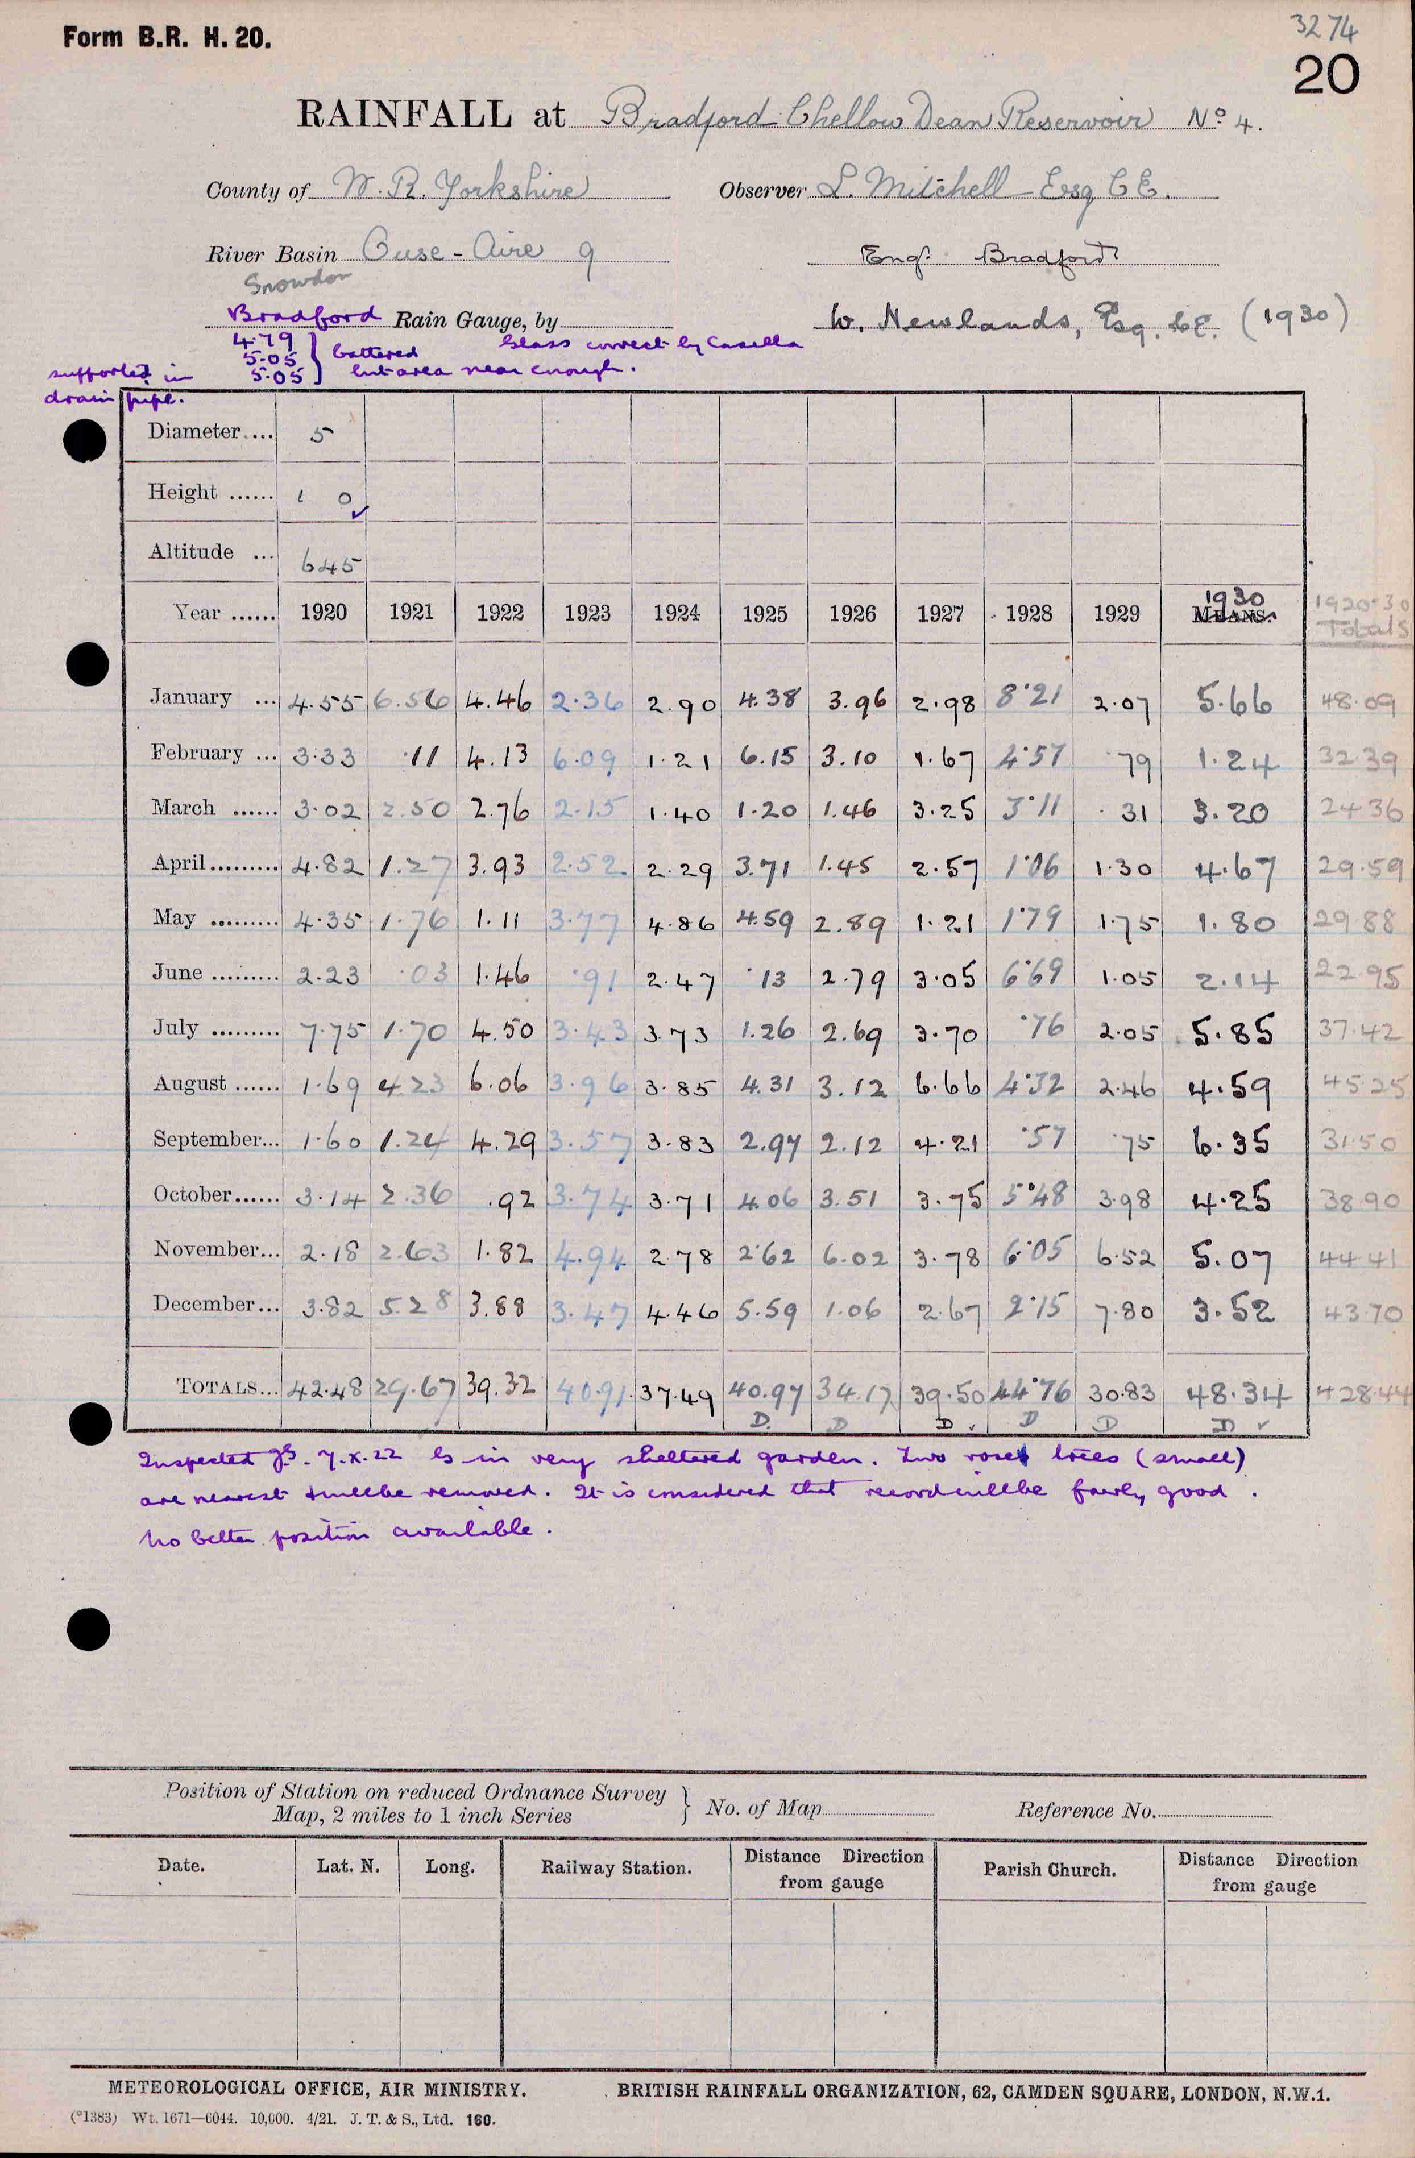 Form B.R. H. 20.
3274
20
RAINFALL at Bradford Chellow Dean Reservoir No 4.
County of W. R. Yorkshire Observer L. Mitchell Esq C E.
River Basin Ouse - Aire 9 Engr Bradford
Snowdon
Bradford Rain Gauge, by W. Newlands, Esq. C.E. (1930)
4.79
5.05 } battered Glass correct by Casella
5.05 but area near enough.
supported in
drain pipe.
Diameter.... 5
Height ...... 1 0
Altitude ... 645
Year ...... 1920 1921 1922 1923 1924 1925 1926 1927 1928 1929 1930 MEANS. 1920-30 Totals
January ... 4.55 6.56 4.46 2.36 2.90 4.38 3.96 2.98 8.21 2.07 5.66 48.09
February ... 3.33 .11 4.13 6.09 1.21 6.15 3.10 1.67 4.57 .79 1.24 32.39
March ...... 3.02 2.50 2.76 2.15 1.40 1.20 1.46 3.25 3.11 .31 3.20 24.36
April......... 4.82 1.27 3.93 2.52 2.29 3.71 1.45 2.57 1.06 1.30 4.67 29.59
May ......... 4.35 1.76 1.11 3.77 4.86 4.59 2.89 1.21 1.79 1.75 1.80 29.88
June ......... 2.23 .03 1.46 .91 2.47 .13 2.79 3.05 6.69 1.05 2.14 22.95
July ......... 7.75 1.70 4.50 3.43 3.73 1.26 2.69 3.70 .76 2.05 5.85 37.42
August ...... 1.69 4.23 6.06 3.96 3.85 4.31 3.12 6.66 4.32 2.46 4.59 45.25
September... 1.60 1.24 4.29 3.57 3.83 2.97 2.12 4.21 .57 .75 6.35 31.50
October...... 3.14 2.36 .92 3.74 3.71 4.06 3.51 3.75 5.48 3.98 4.25 38.90
November... 2.18 2.63 1.82 4.94 2.78 2.62 6.02 3.78 6.05 6.52 5.07 44.41
December... 3.82 5.28 3.88 3.47 4.46 5.59 1.06 2.67 2.15 7.80 3.52 43.70
TOTALS... 42.48 29.67 39.32 40.91 37.49 40.97 34.17 39.50 44.76 30.83 48.34 428.44
D. D D. D D D ✓
Inspected 7.X.22 Is in very sheltered garden. Two rose trees (small)
are nearest & will be removed. It is considered that record will be fairly good.
No better position available.
Position of Station on reduced Ordnance Survey
Map, 2 miles to 1 inch Series } No. of Map Reference No.
Date. Lat. N. Long. Railway Station. Distance Direction from gauge Parish Church. Distance Direction from gauge
METEOROLOGICAL OFFICE, AIR MINISTRY. BRITISH RAINFALL ORGANIZATION, 62, CAMDEN SQUARE, LONDON, N.W.1.
(*1383) Wt. 1671—6044. 10,000. 4/21. J. T. & S., Ltd. 160.